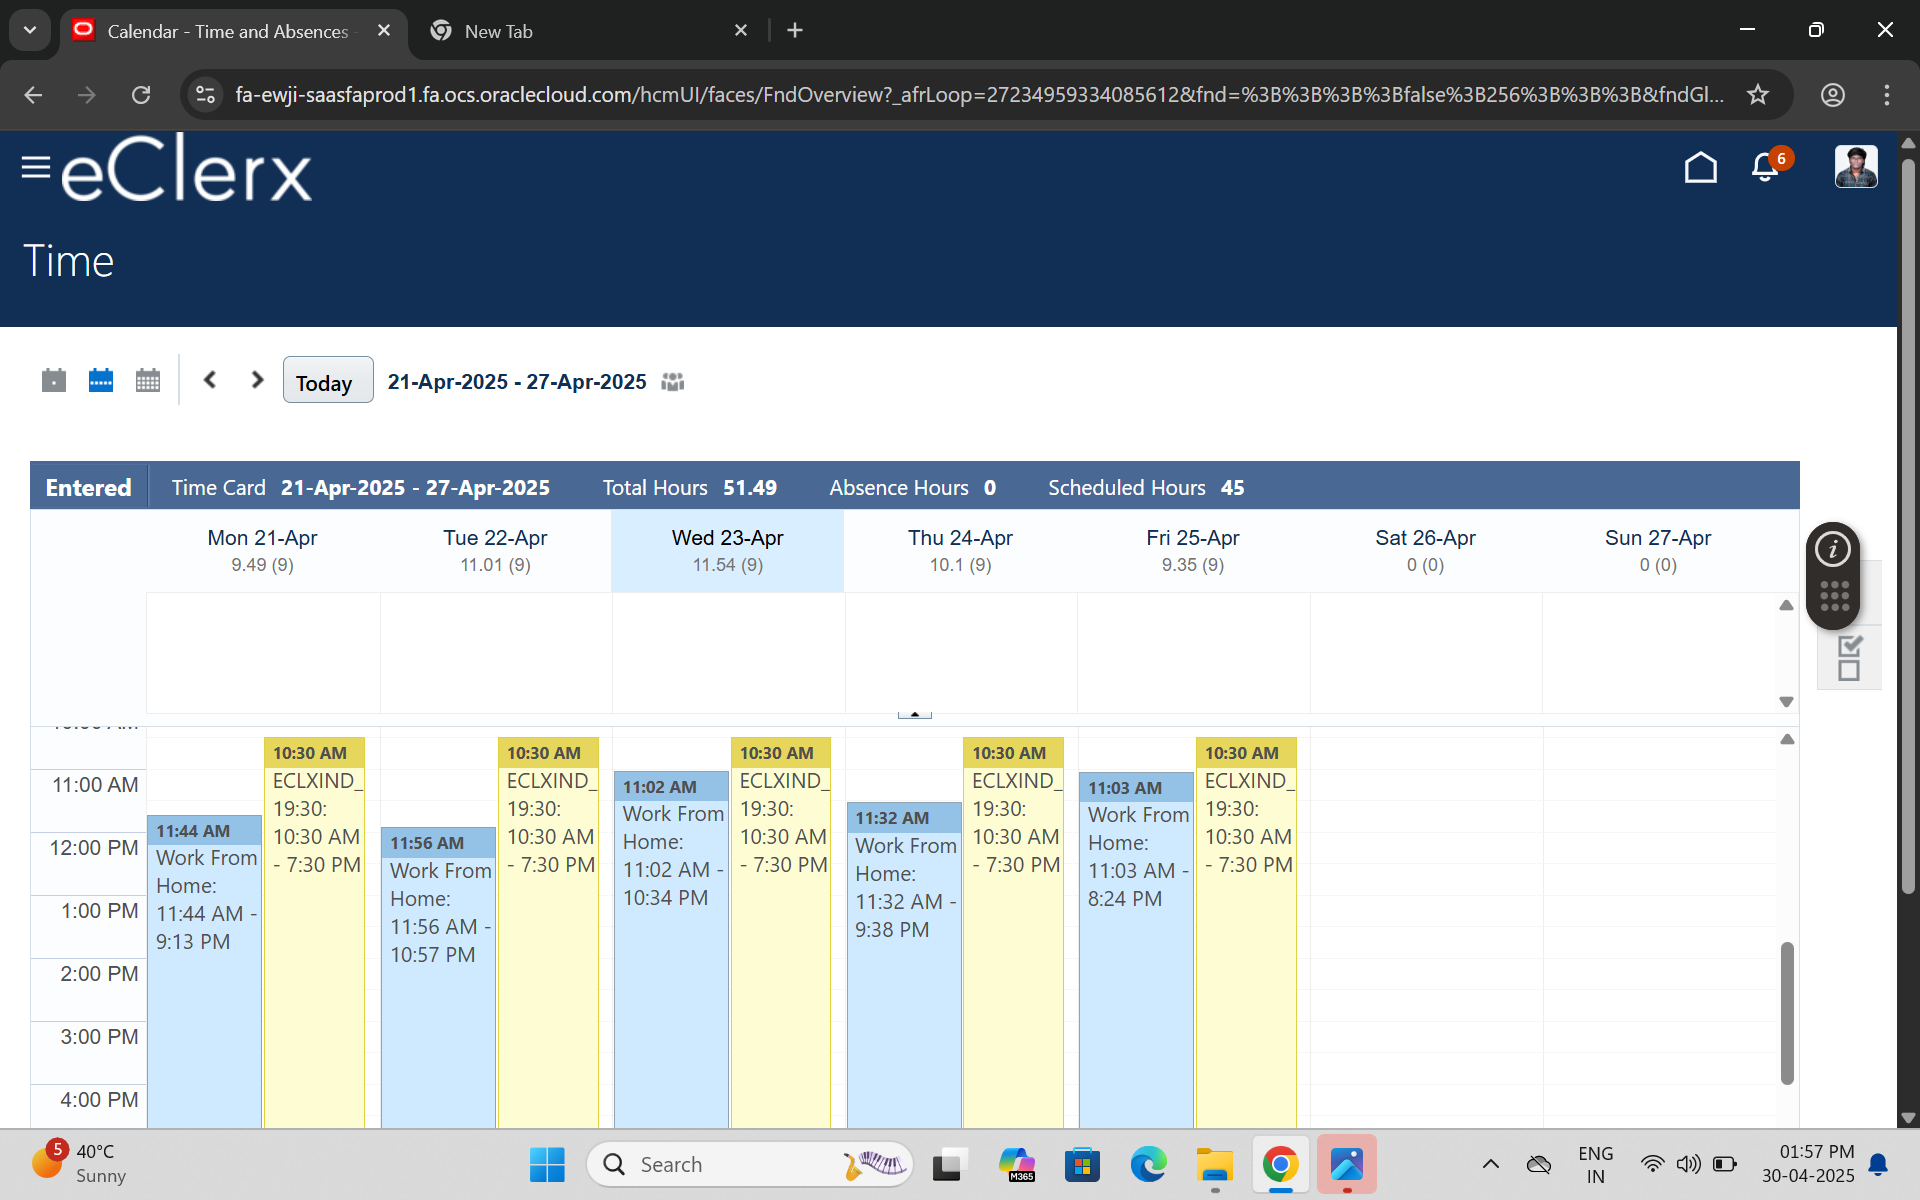 Calendar - Time and Absences -
New Tab
fa-ewji-saasfaprod1.fa.ocs.oraclecloud.com/hcmUI/faces/FndOverview?_afrLoop=27234959334085612&fnd=%3B%3B%3B%3Bfalse%3B256%3B%3B%3B&fndGl...
eClerx
6
Time
Today
21-Apr-2025 - 27-Apr-2025
Entered
Time Card 21-Apr-2025 - 27-Apr-2025
Total Hours 51.49
Absence Hours 0
Scheduled Hours 45
Mon 21-Apr
9.49 (9)
Tue 22-Apr
11.01 (9)
Wed 23-Apr
11.54 (9)
Thu 24-Apr
10.1 (9)
Fri 25-Apr
9.35 (9)
Sat 26-Apr
0 (0)
Sun 27-Apr
0 (0)
11:00 AM
12:00 PM
1:00 PM
2:00 PM
3:00 PM
4:00 PM
11:44 AM
Work From
Home:
11:44 AM -
9:13 PM
10:30 AM
ECLXIND_
19:30:
10:30 AM
- 7:30 PM
11:56 AM
Work From
Home:
11:56 AM -
10:57 PM
10:30 AM
ECLXIND_
19:30:
10:30 AM
- 7:30 PM
11:02 AM
Work From
Home:
11:02 AM -
10:34 PM
10:30 AM
ECLXIND_
19:30:
10:30 AM
- 7:30 PM
11:32 AM
Work From
Home:
11:32 AM -
9:38 PM
10:30 AM
ECLXIND_
19:30:
10:30 AM
- 7:30 PM
11:03 AM
Work From
Home:
11:03 AM -
8:24 PM
10:30 AM
ECLXIND_
19:30:
10:30 AM
- 7:30 PM
5
40°C
Sunny
Search
M365
ENG
IN
01:57 PM
30-04-2025